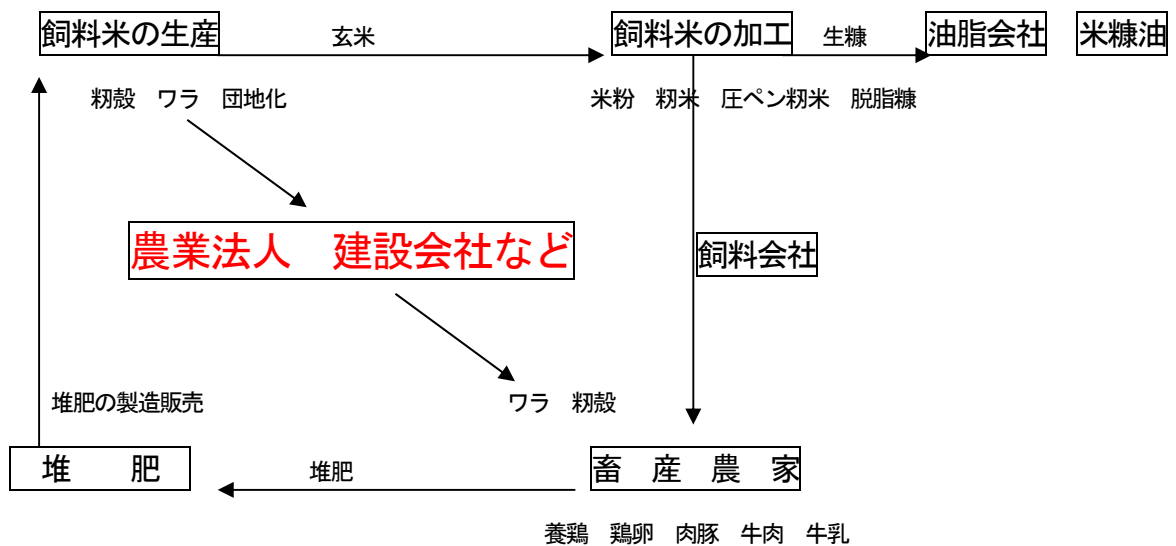 飼料米の生産　玄米　飼料米の加工　生糠　油脂会社　米糠油
籾殻　ワラ　団地化　米粉　籾米　圧ペン籾米　脱脂糠
農業法人　建設会社など　飼料会社
堆肥の製造販売　ワラ　籾殻
堆　肥　堆肥　畜　産　農　家
養鶏　鶏卵　肉豚　牛肉　牛乳